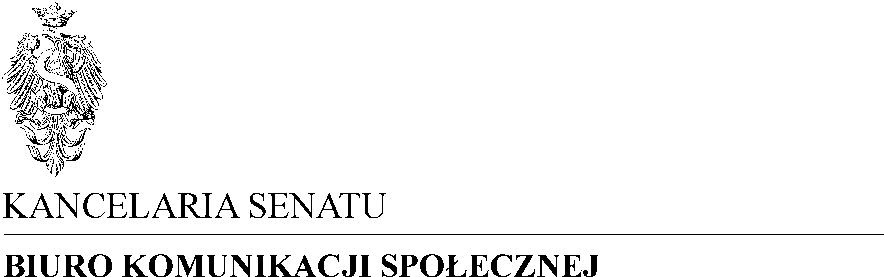 KANCELARIA SENATU
BIURO KOMUNIKACJI SPOŁECZNEJ